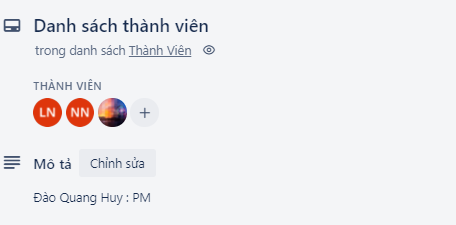 Danh sách thành viên
trong danh sách Thành Viên
THÀNH VIÊN
LN NN +
Mô tả Chỉnh sửa
Đào Quang Huy : PM